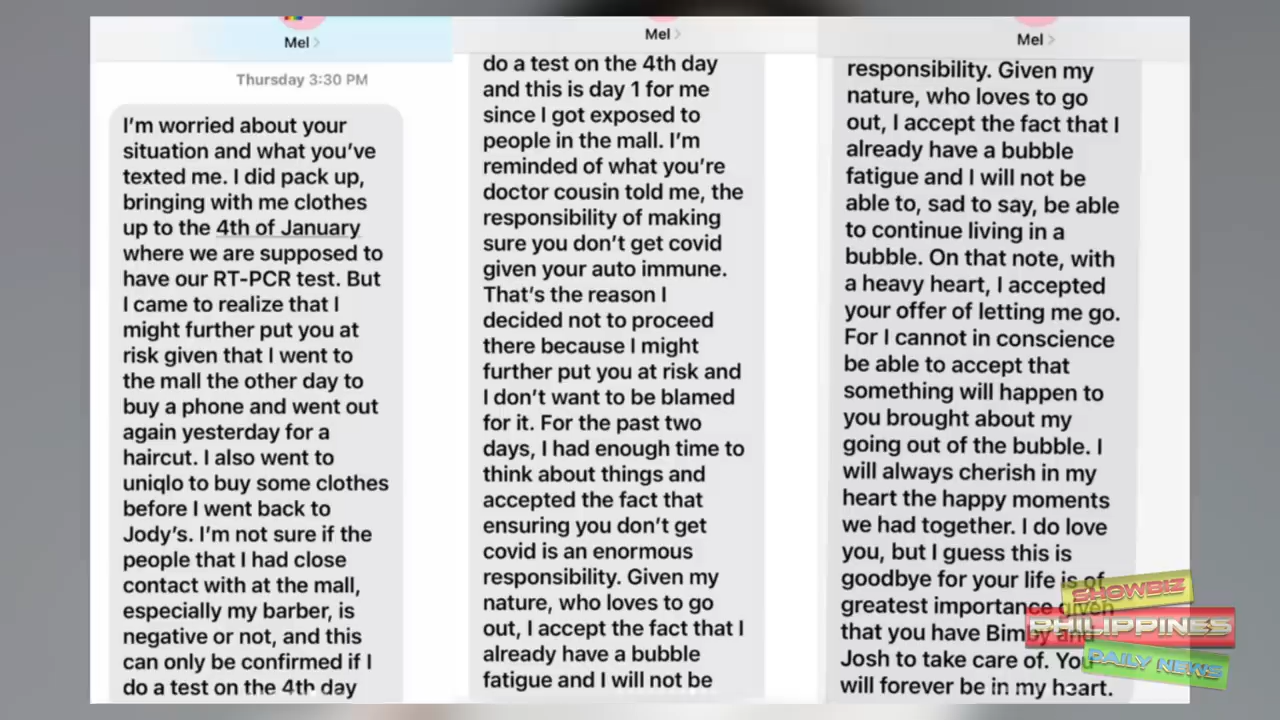 Mel
Thursday 3:30 PM
I'm worried about your
situation and what you've
texted me. I did pack up,
bringing with me clothes
up to the 4th of January
where we are supposed to
have our RT-PCR test. But
I came to realize that I
might further put you at
risk given that I went to
the mall the other day to
buy a phone and went out
again yesterday for a
haircut. I also went to
uniqlo to buy some clothes
before I went back to
Jody's. I'm not sure if the
people that I had close
contact with at the mall,
especially my barber, is
negative or not, and this
can only be confirmed if I
do a test on the 4th day
Mel
do a test on the 4th day
and this is day 1 for me
since I got exposed to
people in the mall. I'm
reminded of what you're
doctor cousin told me, the
responsibility of making
sure you don't get covid
given your auto immune.
That's the reason I
decided not to proceed
there because I might
further put you at risk and
I don't want to be blamed
for it. For the past two
days, I had enough time to
think about things and
accepted the fact that
ensuring you don't get
covid is an enormous
responsibility. Given my
nature, who loves to go
out, I accept the fact that I
already have a bubble
fatigue and I will not be
Mel
responsibility. Given my
nature, who loves to go
out, I accept the fact that I
already have a bubble
fatigue and I will not be
able to, sad to say, be able
to continue living in a
bubble. On that note, with
a heavy heart, I accepted
your offer of letting me go.
For I cannot in conscience
be able to accept that
something will happen to
you brought about my
going out of the bubble. I
will always cherish in my
heart the happy moments
we had together. I do love
you, but I guess this is
goodbye for your life is of
greatest importance given
that you have Bimby and
Josh to take care of. You
will forever be in my heart.
SHOWBIZ
PHILIPPINES
DAILY NEWS